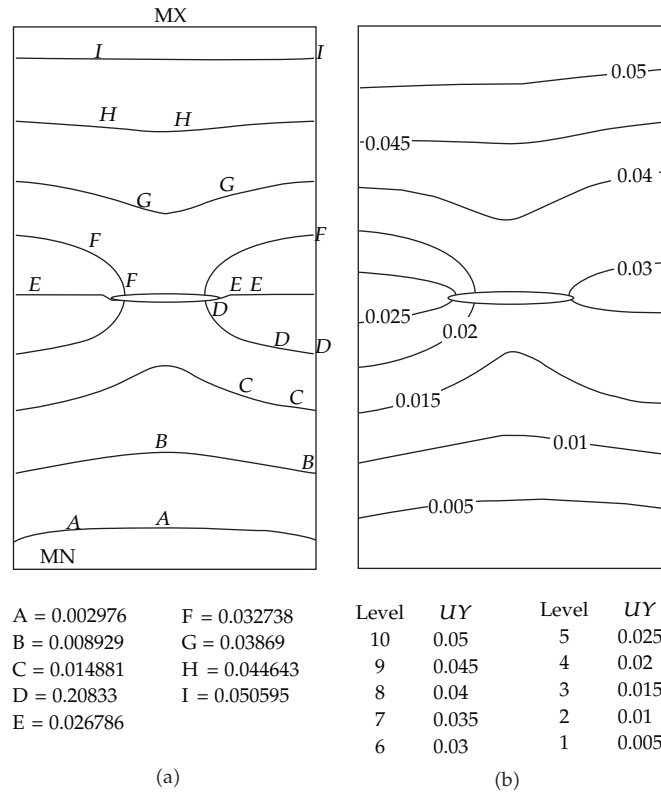 MX
I I
H H
G G
F F
F
E E E
D
D D
C C
B B
A A
MN
A = 0.002976 F = 0.032738
B = 0.008929 G = 0.03869
C = 0.014881 H = 0.044643
D = 0.20833 I = 0.050595
E = 0.026786
(a)
0.05
0.045
0.04
0.03
0.025
0.02
0.015
0.01
0.005
Level UY Level UY
10 0.05 5 0.025
9 0.045 4 0.02
8 0.04 3 0.015
7 0.035 2 0.01
6 0.03 1 0.005
(b)